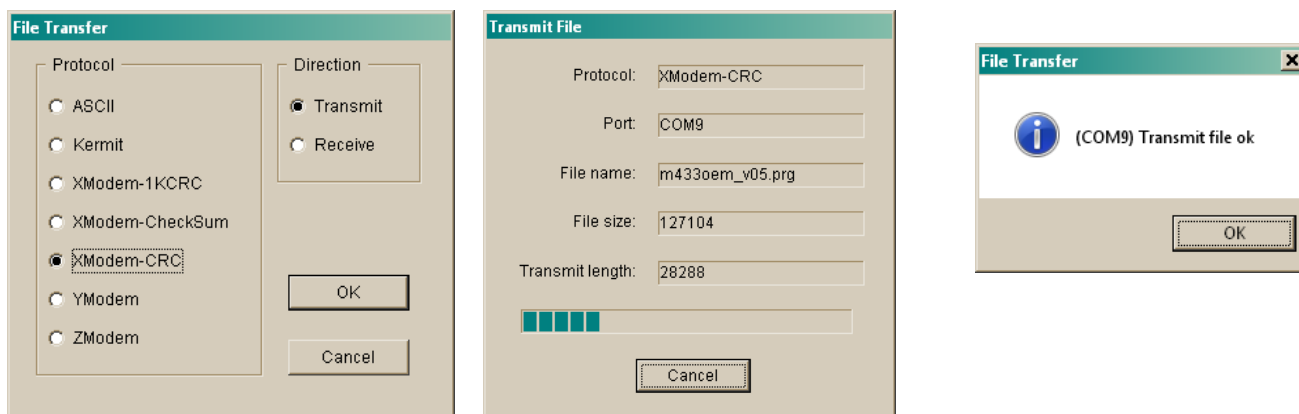 File Transfer
Protocol
ASCII
Kermit
XModem-1KCRC
XModem-CheckSum
XModem-CRC
YModem
ZModem
Direction
Transmit
Receive
OK
Cancel
Transmit File
Protocol: XModem-CRC
Port: COM9
File name: m433oem_v05.prg
File size: 127104
Transmit length: 28288
Cancel
File Transfer
(COM9) Transmit file ok
OK